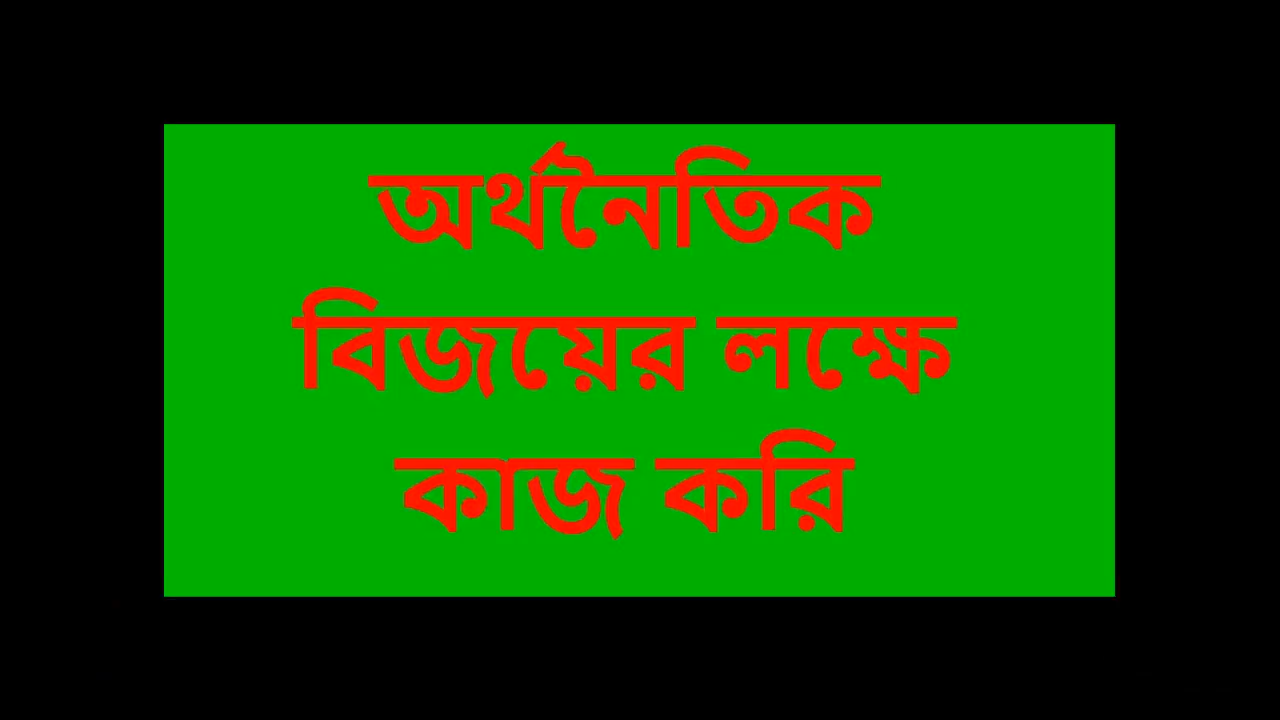 অর্থনৈতিক
বিজয়ের লক্ষে
কাজ করি